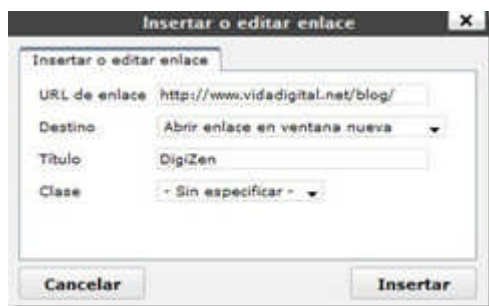 Insertar o editar enlace
Insertar o editar enlace
URL de enlace http://www.vidadigital.net/blog/
Destino Abrir enlace en ventana nueva
Título DigiZen
Clase - Sin especificar -
Cancelar Insertar